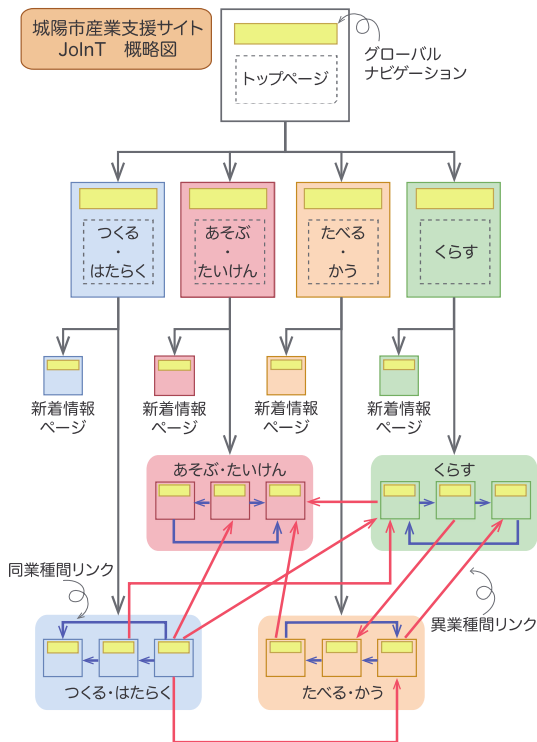 城陽市産業支援サイト
JoInT 概略図
グローバル
ナビゲーション
トップページ
つくる
・
はたらく
あそぶ
・
たいけん
たべる
・
かう
くらす
新着情報
ページ
新着情報
ページ
新着情報
ページ
新着情報
ページ
あそぶ・たいけん
くらす
同業種間リンク
異業種間リンク
つくる・はたらく
たべる・かう